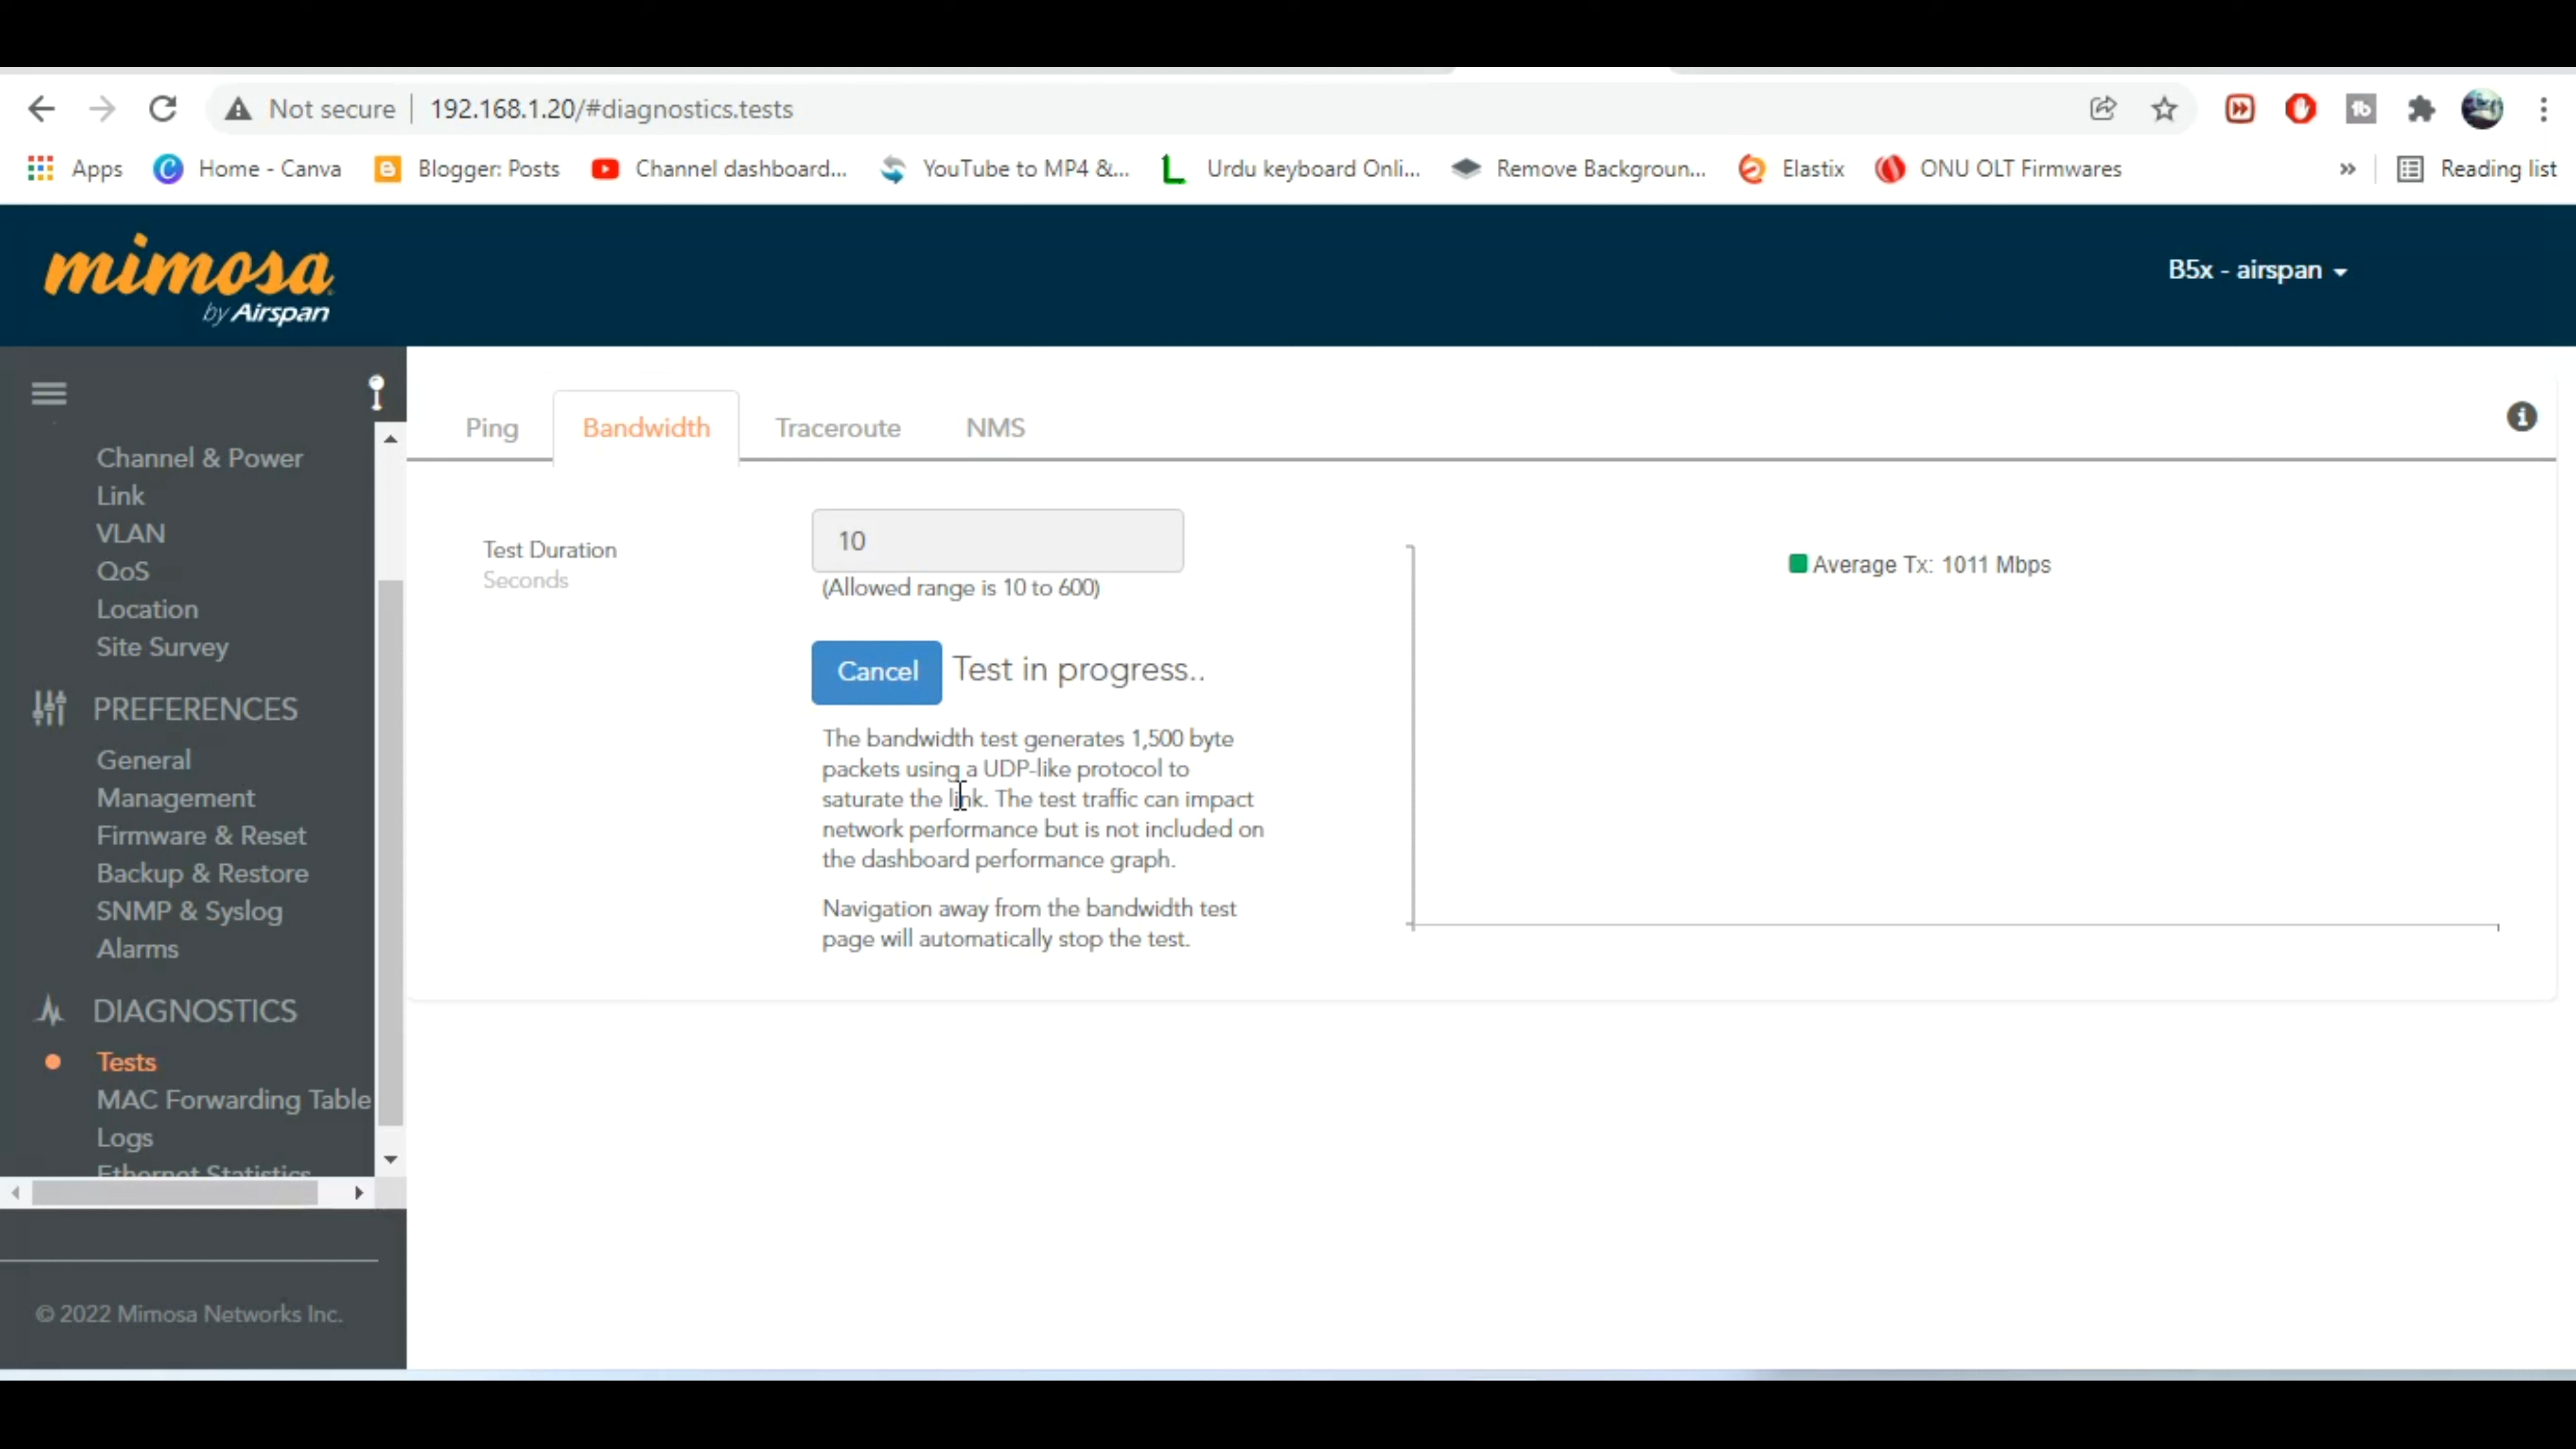 Not secure 192.168.1.20/#diagnostics.tests
Apps Home - Canva Blogger: Posts Channel dashboard... YouTube to MP4 &... Urdu keyboard Onli... Remove Backgroun... Elastix ONU OLT Firmwares » Reading list
mimosa
by Airspan
B5x - airspan
Channel & Power
Link
VLAN
QoS
Location
Site Survey
PREFERENCES
General
Management
Firmware & Reset
Backup & Restore
SNMP & Syslog
Alarms
DIAGNOSTICS
Tests
MAC Forwarding Table
Logs
Ethernet Statistics
© 2022 Mimosa Networks Inc.
Ping Bandwidth Traceroute NMS
Test Duration
Seconds
10
(Allowed range is 10 to 600)
Cancel Test in progress..
The bandwidth test generates 1,500 byte
packets using a UDP-like protocol to
saturate the link. The test traffic can impact
network performance but is not included on
the dashboard performance graph.
Navigation away from the bandwidth test
page will automatically stop the test.
Average Tx: 1011 Mbps